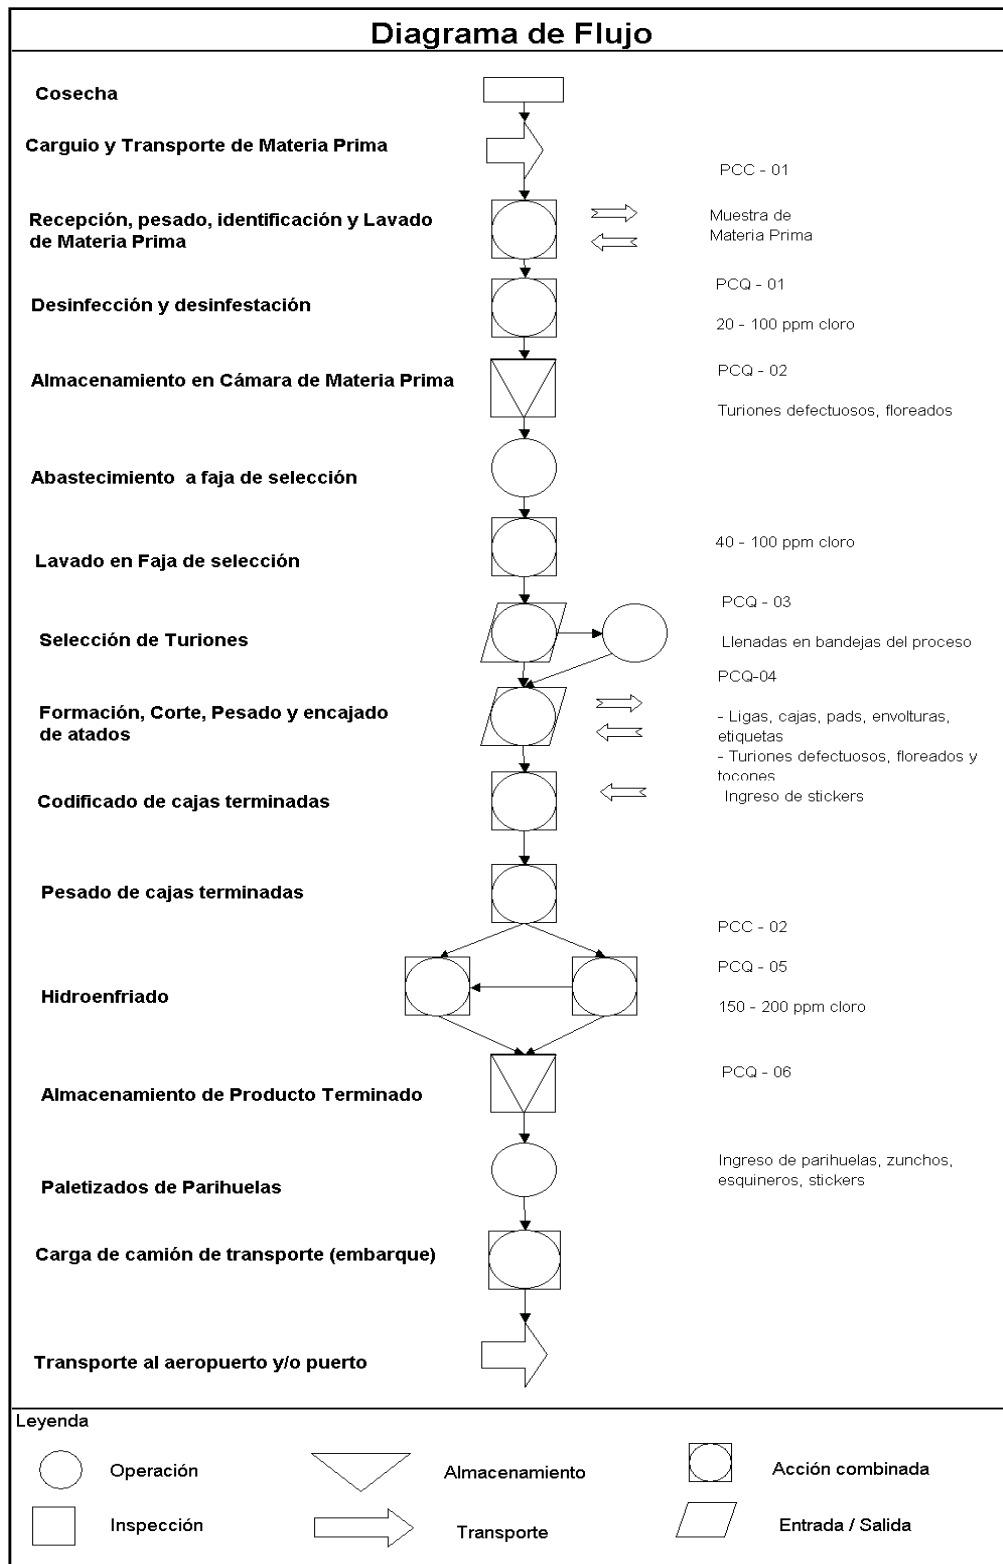 Diagrama de Flujo
Cosecha
Carguio y Transporte de Materia Prima
PCC - 01
Recepción, pesado, identificación y Lavado
de Materia Prima
Muestra de
Materia Prima
PCQ - 01
Desinfección y desinfestación
20 - 100 ppm cloro
PCQ - 02
Almacenamiento en Cámara de Materia Prima
Turiones defectuosos, floreados
Abastecimiento a faja de selección
40 - 100 ppm cloro
Lavado en Faja de selección
PCQ - 03
Selección de Turiones
Llenadas en bandejas del proceso
PCQ-04
Formación, Corte, Pesado y encajado
de atados
- Ligas, cajas, pads, envolturas,
etiquetas
- Turiones defectuosos, floreados y
tocones
Codificado de cajas terminadas
Ingreso de stickers
Pesado de cajas terminadas
PCC - 02
PCQ - 05
Hidroenfriado
150 - 200 ppm cloro
PCQ - 06
Almacenamiento de Producto Terminado
Ingreso de parihuelas, zunchos,
esquineros, stickers
Paletizados de Parihuelas
Carga de camión de transporte (embarque)
Transporte al aeropuerto y/o puerto
Leyenda
Operación
Almacenamiento
Acción combinada
Inspección
Transporte
Entrada / Salida